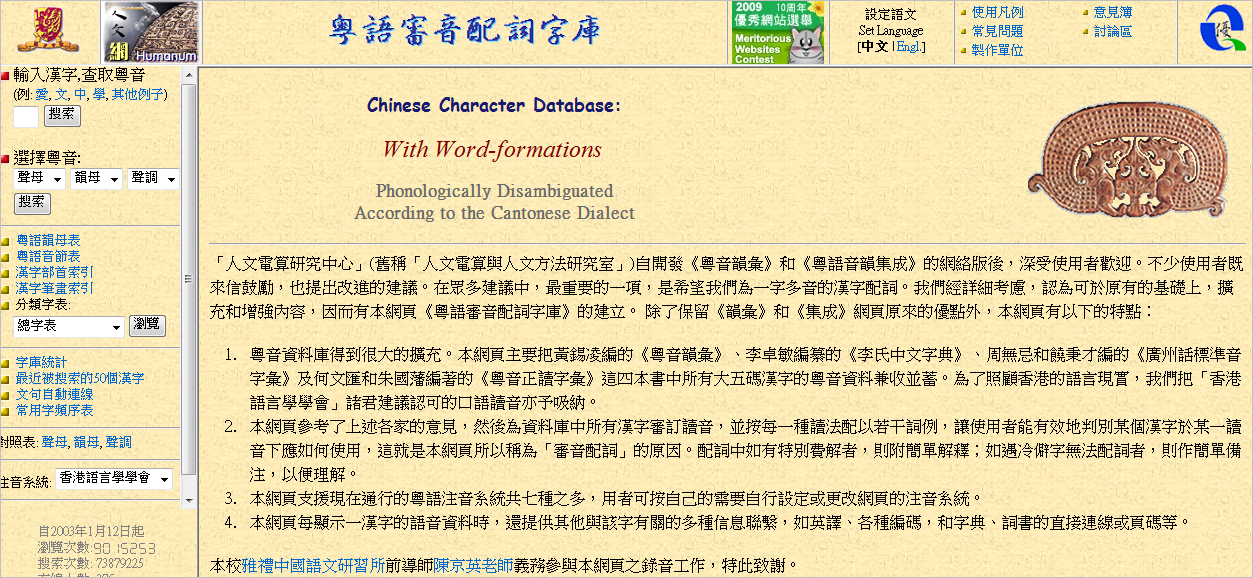 人文網
Humanum
粵語審音配詞字庫
2009 10周年
優秀網站選舉
Meritorious
Websites
Contest
設定語文
Set Language
[中文 | Engl.]
使用凡例
常見問題
製作單位
意見簿
討論區
優
輸入漢字,查取粵音
(例: 愛, 文, 中, 學, 其他例子)
搜索
選擇粵音:
聲母 韻母 聲調
搜索
粵語韻母表
粵語音節表
漢字部首索引
漢字筆畫索引
分類字表:
總字表 瀏覽
字庫統計
最近被搜索的50個漢字
文句自動連線
常用字頻序表
對照表: 聲母, 韻母, 聲調
注音系統: 香港語言學學會
自2003年1月12日起
瀏覽次數:90 15253
搜索次數: 73879225
Chinese Character Database:
With Word-formations
Phonologically Disambiguated
According to the Cantonese Dialect
「人文電算研究中心」(舊稱「人文電算與人文方法研究室」)自開發《粵音韻彙》和《粵語音韻集成》的網絡版後，深受使用者歡迎。不少使用者既
來信鼓勵，也提出改進的建議。在眾多建議中，最重要的一項，是希望我們為一字多音的漢字配詞。我們經詳細考慮，認為可於原有的基礎上，擴
充和增強內容，因而有本網頁《粵語審音配詞字庫》的建立。 除了保留《韻彙》和《集成》網頁原來的優點外，本網頁有以下的特點：
1. 粵音資料庫得到很大的擴充。本網頁主要把黃錫凌編的《粵音韻彙》、李卓敏編纂的《李氏中文字典》、周無忌和饒秉才編的《廣州話標準音
字彙》及何文匯和朱國藩編著的《粵音正讀字彙》這四本書中所有大五碼漢字的粵音資料兼收並蓄。為了照顧香港的語言現實，我們把「香港
語言學學會」諸君建議認可的口語讀音亦予吸納。
2. 本網頁參考了上述各家的意見，然後為資料庫中所有漢字審訂讀音，並按每一種讀法配以若干詞例，讓使用者能有效地判別某個漢字於某一讀
音下應如何使用，這就是本網頁所以稱為「審音配詞」的原因。配詞中如有特別費解者，則附簡單解釋；如遇冷僻字無法配詞者，則作簡單備
注，以便理解。
3. 本網頁支援現在通行的粵語注音系統共七種之多，用者可按自己的需要自行設定或更改網頁的注音系統。
4. 本網頁每顯示一漢字的語音資料時，還提供其他與該字有關的多種信息聯繫，如英譯、各種編碼，和字典、詞書的直接連線或頁碼等。
本校雅禮中國語文研習所前導師陳京英老師義務參與本網頁之錄音工作，特此致謝。